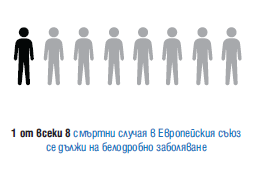 1 от всеки 8 смъртни случая в Европейския съюз
се дължи на белодробно заболяване